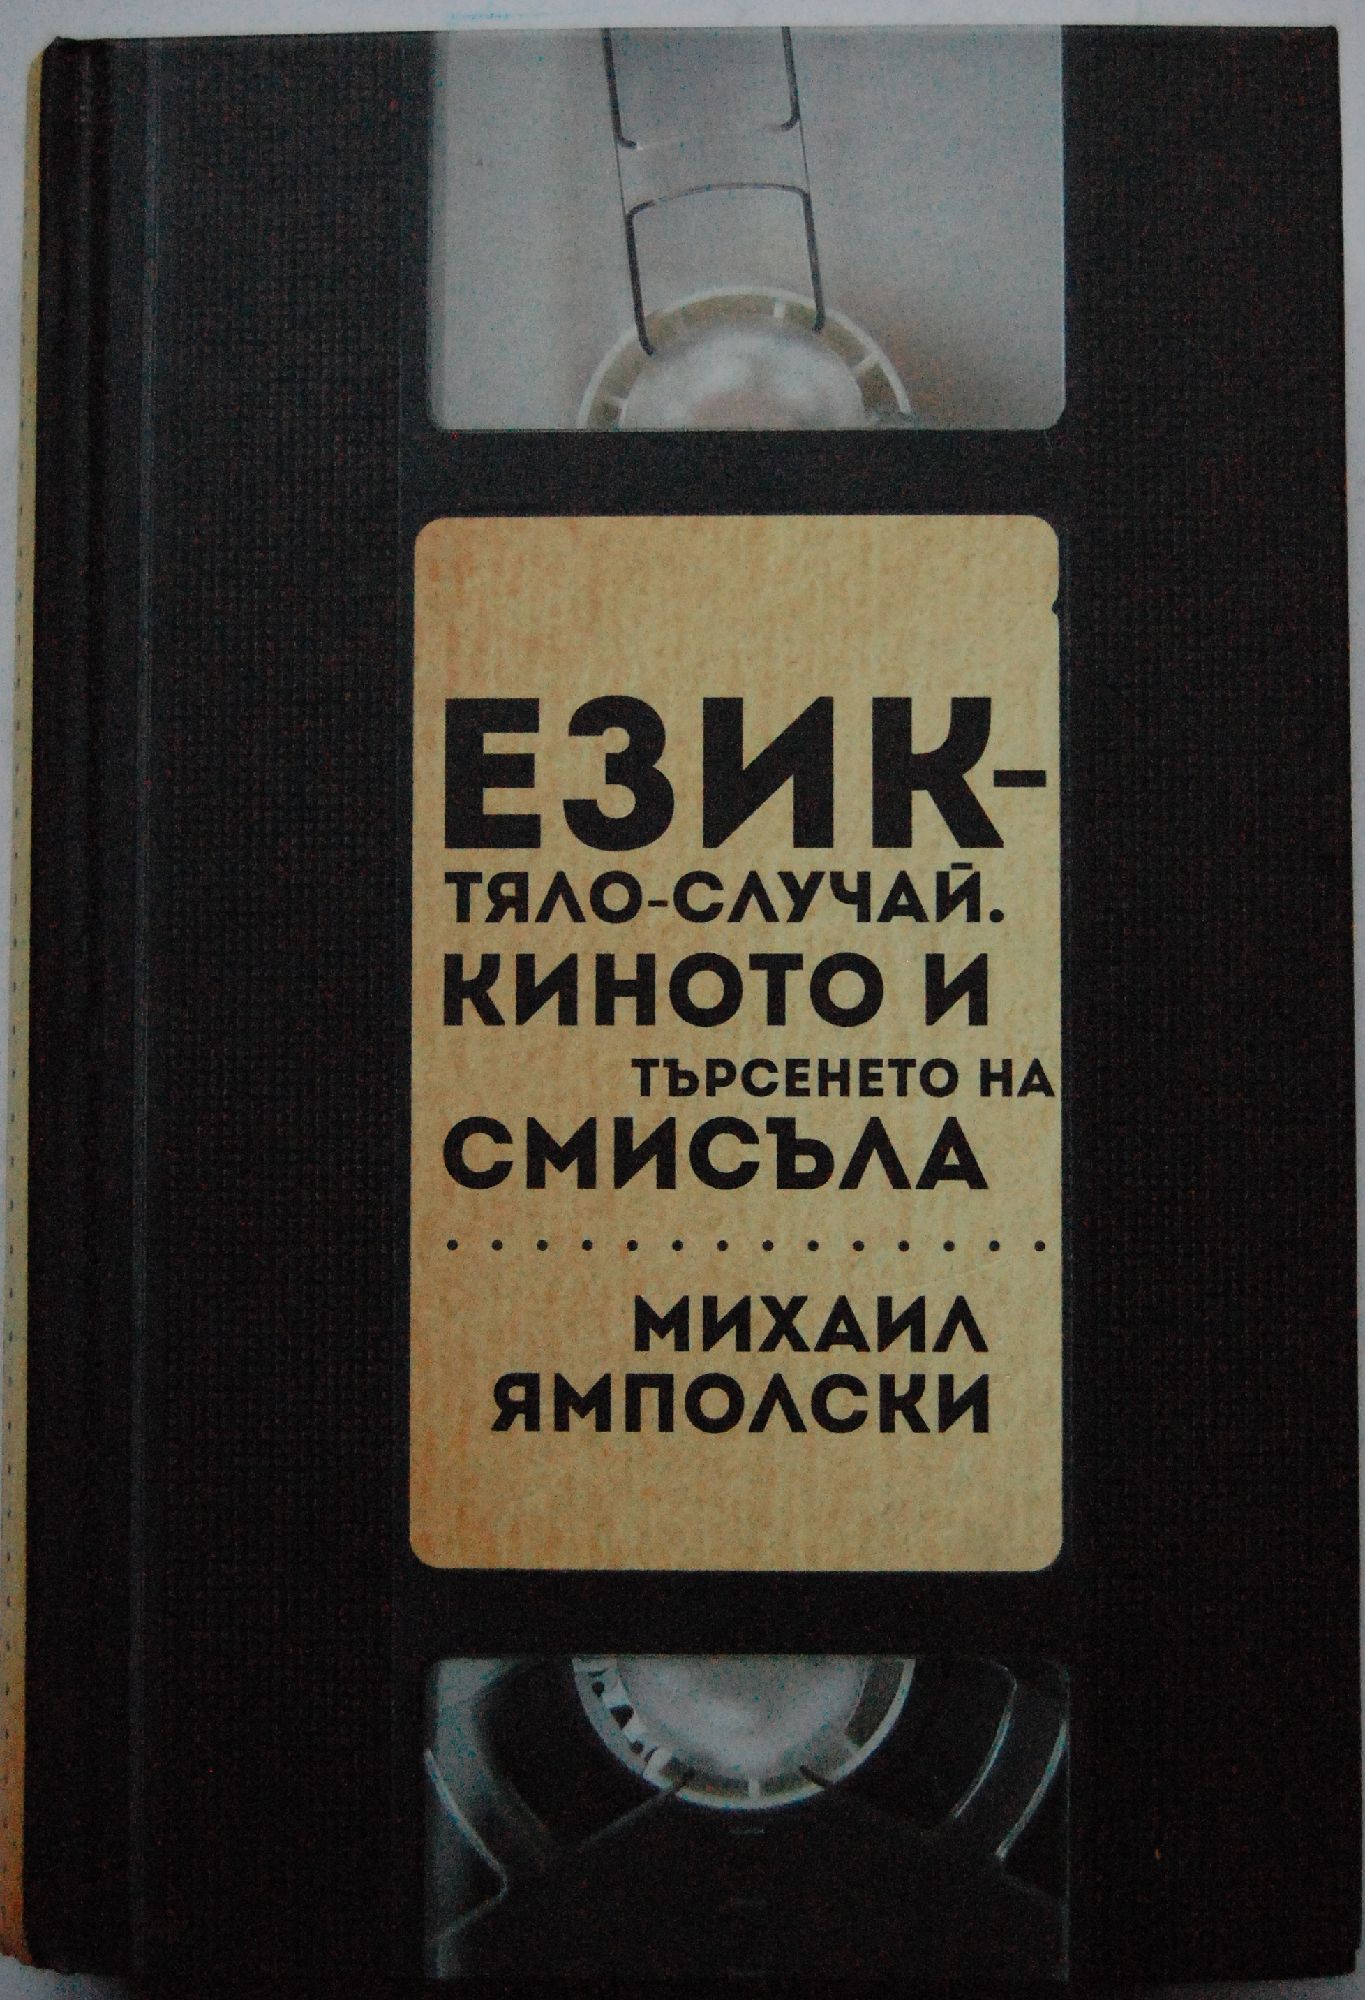 ЕЗИК-
ТЯЛО-СЛУЧАЙ.
КИНОТО И
ТЪРСЕНЕТО НА
СМИСЪЛА
МИХАИЛ
ЯМПОЛСКИ